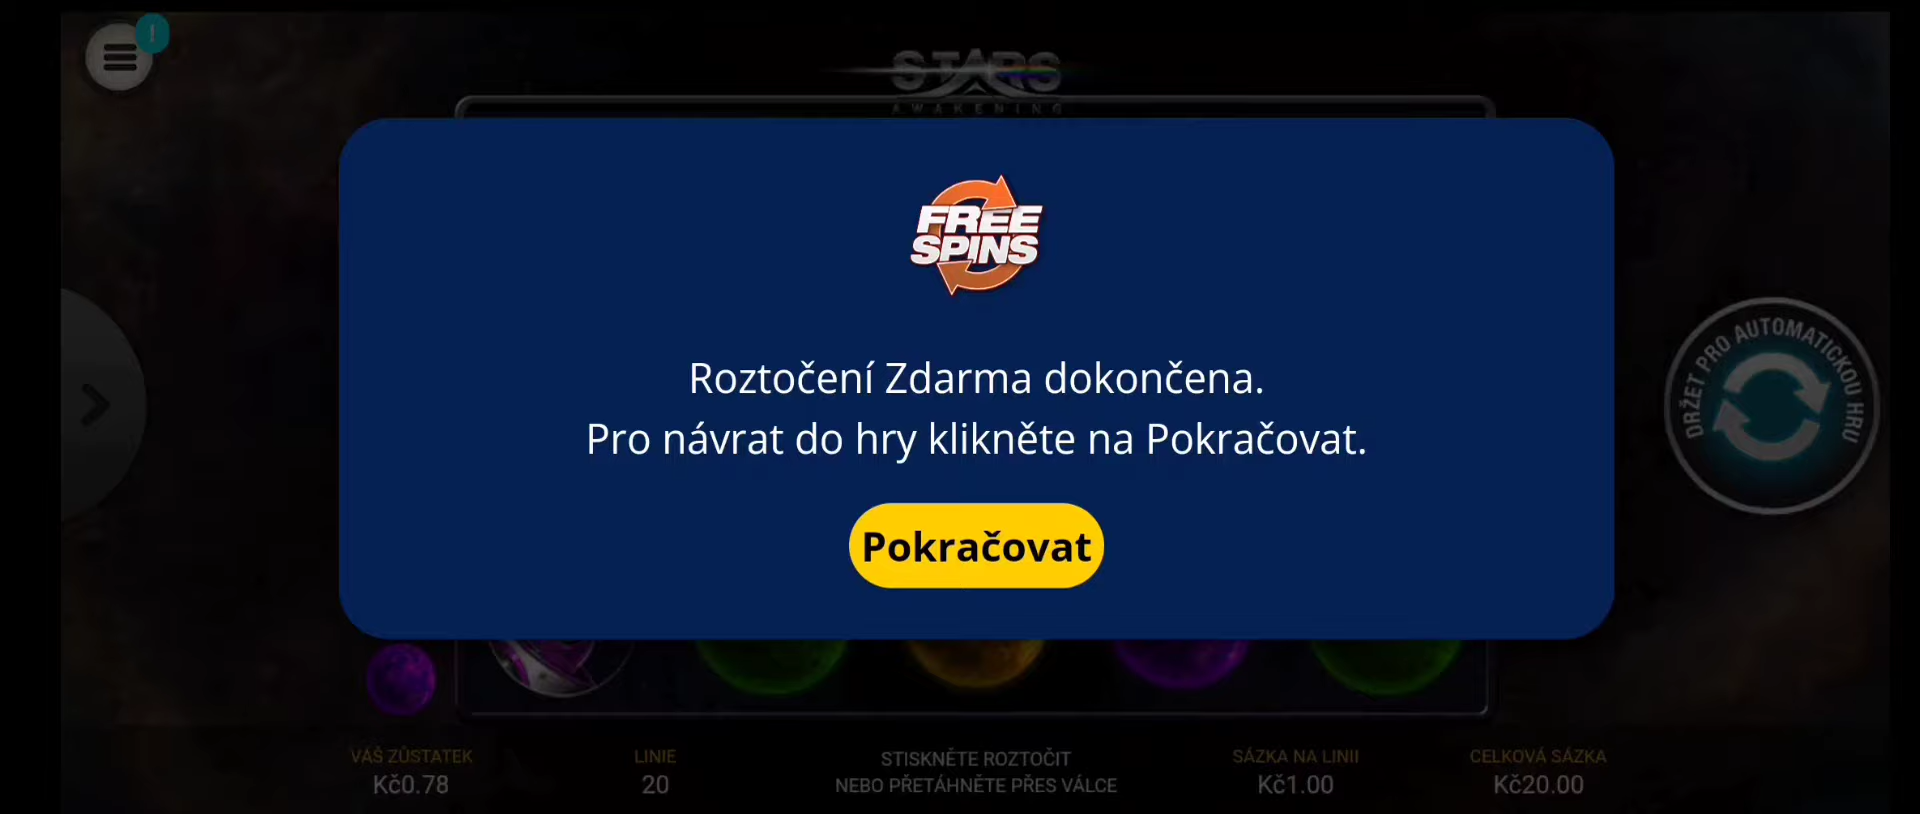 !
STARS
AWAKENING
FREE
SPINS
Roztočení Zdarma dokončena.
Pro návrat do hry klikněte na Pokračovat.
Pokračovat
DRŽET PRO AUTOMATICKOU HRU
VÁŠ ZŮSTATEK
Kč0.78
LINIE
20
STISKNĚTE ROZTOČIT
NEBO PŘETÁHNĚTE PŘES VÁLCE
SÁZKA NA LINII
Kč1.00
CELKOVÁ SÁZKA
Kč20.00